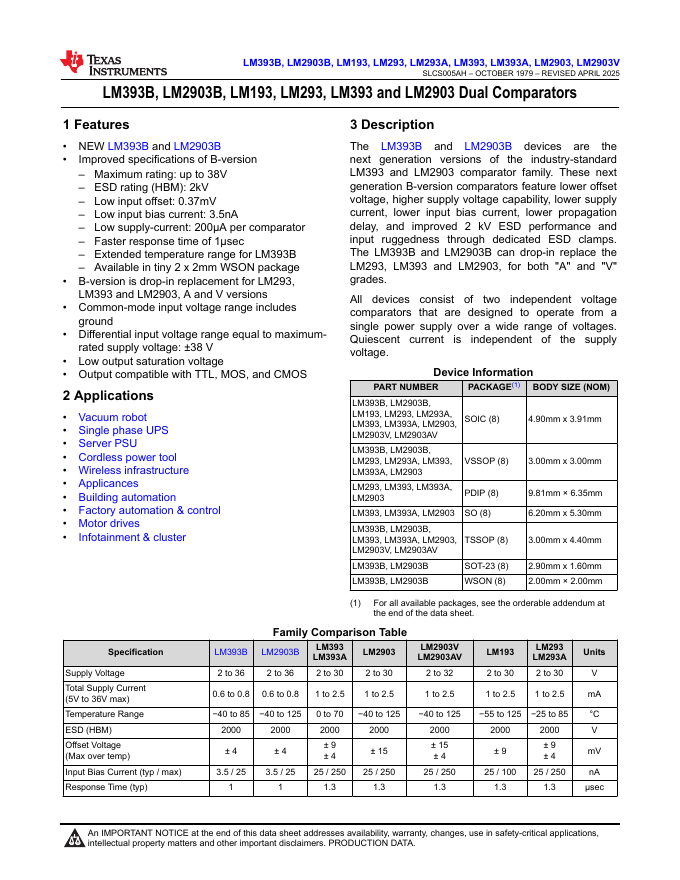 TEXAS
INSTRUMENTS
LM393B, LM2903B, LM193, LM293, LM293A, LM393, LM393A, LM2903, LM2903V
SLCS005AH – OCTOBER 1979 – REVISED APRIL 2025
LM393B, LM2903B, LM193, LM293, LM393 and LM2903 Dual Comparators
1 Features
• NEW LM393B and LM2903B
• Improved specifications of B-version
– Maximum rating: up to 38V
– ESD rating (HBM): 2kV
– Low input offset: 0.37mV
– Low input bias current: 3.5nA
– Low supply-current: 200µA per comparator
– Faster response time of 1µsec
– Extended temperature range for LM393B
– Available in tiny 2 x 2mm WSON package
• B-version is drop-in replacement for LM293,
LM393 and LM2903, A and V versions
• Common-mode input voltage range includes
ground
• Differential input voltage range equal to maximum-
rated supply voltage: ±38 V
• Low output saturation voltage
• Output compatible with TTL, MOS, and CMOS
2 Applications
• Vacuum robot
• Single phase UPS
• Server PSU
• Cordless power tool
• Wireless infrastructure
• Applicances
• Building automation
• Factory automation & control
• Motor drives
• Infotainment & cluster
3 Description
The LM393B and LM2903B devices are the
next generation versions of the industry-standard
LM393 and LM2903 comparator family. These next
generation B-version comparators feature lower offset
voltage, higher supply voltage capability, lower supply
current, lower input bias current, lower propagation
delay, and improved 2 kV ESD performance and
input ruggedness through dedicated ESD clamps.
The LM393B and LM2903B can drop-in replace the
LM293, LM393 and LM2903, for both "A" and "V"
grades.
All devices consist of two independent voltage
comparators that are designed to operate from a
single power supply over a wide range of voltages.
Quiescent current is independent of the supply
voltage.
Device Information
PART NUMBER PACKAGE(1) BODY SIZE (NOM)
LM393B, LM2903B,
LM193, LM293, LM293A,
LM393, LM393A, LM2903,
LM2903V, LM2903AV
SOIC (8) 4.90mm x 3.91mm
LM393B, LM2903B,
LM293, LM293A, LM393,
LM393A, LM2903
VSSOP (8) 3.00mm x 3.00mm
LM293, LM393, LM393A,
LM2903
PDIP (8) 9.81mm × 6.35mm
LM393, LM393A, LM2903 SO (8) 6.20mm x 5.30mm
LM393B, LM2903B,
LM393, LM393A, LM2903,
LM2903V, LM2903AV
TSSOP (8) 3.00mm x 4.40mm
LM393B, LM2903B SOT-23 (8) 2.90mm x 1.60mm
LM393B, LM2903B WSON (8) 2.00mm × 2.00mm
(1) For all available packages, see the orderable addendum at
the end of the data sheet.
Family Comparison Table
Specification LM393B LM2903B LM393 LM393A LM2903 LM2903V LM2903AV LM193 LM293 LM293A Units
Supply Voltage 2 to 36 2 to 36 2 to 30 2 to 30 2 to 32 2 to 30 2 to 30 V
Total Supply Current
(5V to 36V max) 0.6 to 0.8 0.6 to 0.8 1 to 2.5 1 to 2.5 1 to 2.5 1 to 2.5 1 to 2.5 mA
Temperature Range −40 to 85 −40 to 125 0 to 70 −40 to 125 −40 to 125 −55 to 125 −25 to 85 °C
ESD (HBM) 2000 2000 2000 2000 2000 2000 2000 V
Offset Voltage
(Max over temp) ± 4 ± 4 ± 9 ± 4 ± 15 ± 15 ± 4 ± 9 ± 9 ± 4 mV
Input Bias Current (typ / max) 3.5 / 25 3.5 / 25 25 / 250 25 / 250 25 / 250 25 / 100 25 / 250 nA
Response Time (typ) 1 1 1.3 1.3 1.3 1.3 1.3 µsec
An IMPORTANT NOTICE at the end of this data sheet addresses availability, warranty, changes, use in safety-critical applications,
intellectual property matters and other important disclaimers. PRODUCTION DATA.